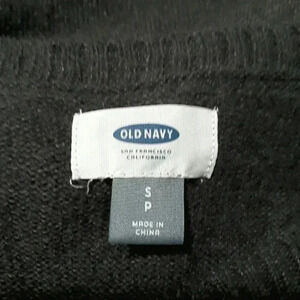 OLD NAVY
SAN FRANCISCO
CALIFORNIA
S
P
MADE IN
CHINA